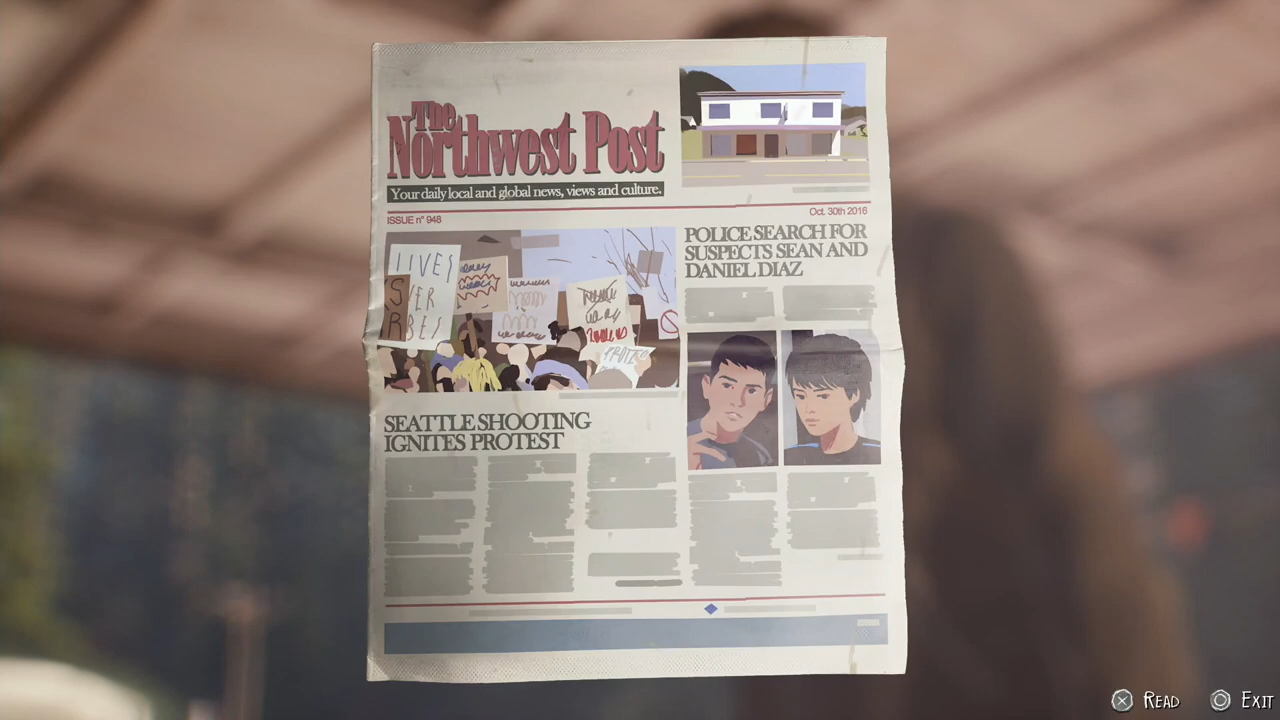 The
Northwest Post
Your daily local and global news, views and culture.
ISSUE n° 948
Oct. 30th 2016
POLICE SEARCH FOR
SUSPECTS SEAN AND
DANIEL DIAZ
LIVES
SEATTLE SHOOTING
IGNITES PROTEST
READ
EXIT